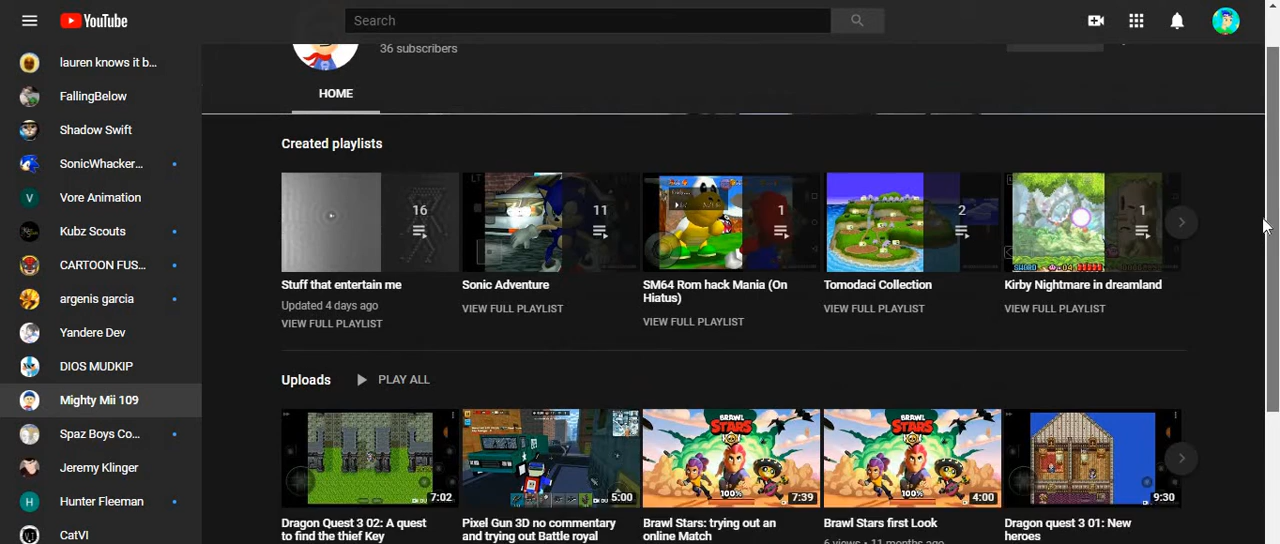 YouTube
Search
lauren knows it b...
FallingBelow
Shadow Swift
SonicWhacker...
Vore Animation
Kubz Scouts
CARTOON FUS...
argenis garcia
Yandere Dev
DIOS MUDKIP
Mighty Mii 109
Spaz Boys Co...
Jeremy Klinger
Hunter Fleeman
CatVI
36 subscribers
HOME
Created playlists
16
11
1
2
1
Stuff that entertain me
Updated 4 days ago
VIEW FULL PLAYLIST
Sonic Adventure
VIEW FULL PLAYLIST
SM64 Rom hack Mania (On
Hiatus)
VIEW FULL PLAYLIST
Tomodaci Collection
VIEW FULL PLAYLIST
Kirby Nightmare in dreamland
VIEW FULL PLAYLIST
Uploads
PLAY ALL
7:02
5:00
BRAWL
STARS
100%
7:39
BRAWL
STARS
100%
4:00
9:30
Dragon Quest 3 02: A quest
to find the thief Key
Pixel Gun 3D no commentary
and trying out Battle royal
Brawl Stars: trying out an
online Match
Brawl Stars first Look
6 views • 11 months ago
Dragon quest 3 01: New
heroes